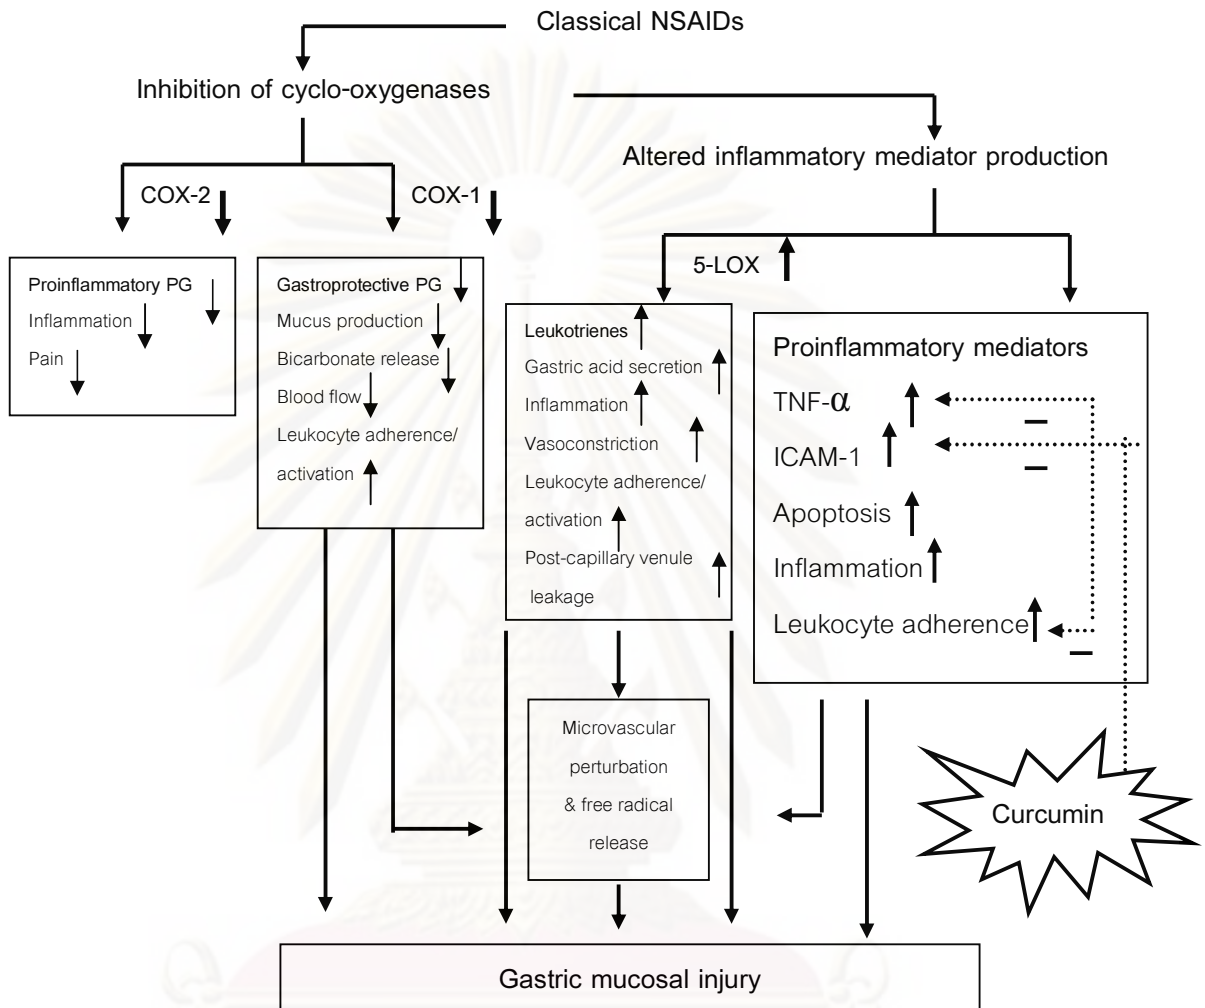 Classical NSAIDs
Inhibition of cyclo-oxygenases
Altered inflammatory mediator production
COX-2
COX-1
5-LOX
Proinflammatory PG
Inflammation
Pain
Gastroprotective PG
Mucus production
Bicarbonate release
Blood flow
Leukocyte adherence/
activation
Leukotrienes
Gastric acid secretion
Inflammation
Vasoconstriction
Leukocyte adherence/
activation
Post-capillary venule
leakage
Proinflammatory mediators
TNF-α
ICAM-1
Apoptosis
Inflammation
Leukocyte adherence
Microvascular
perturbation
& free radical
release
Curcumin
Gastric mucosal injury